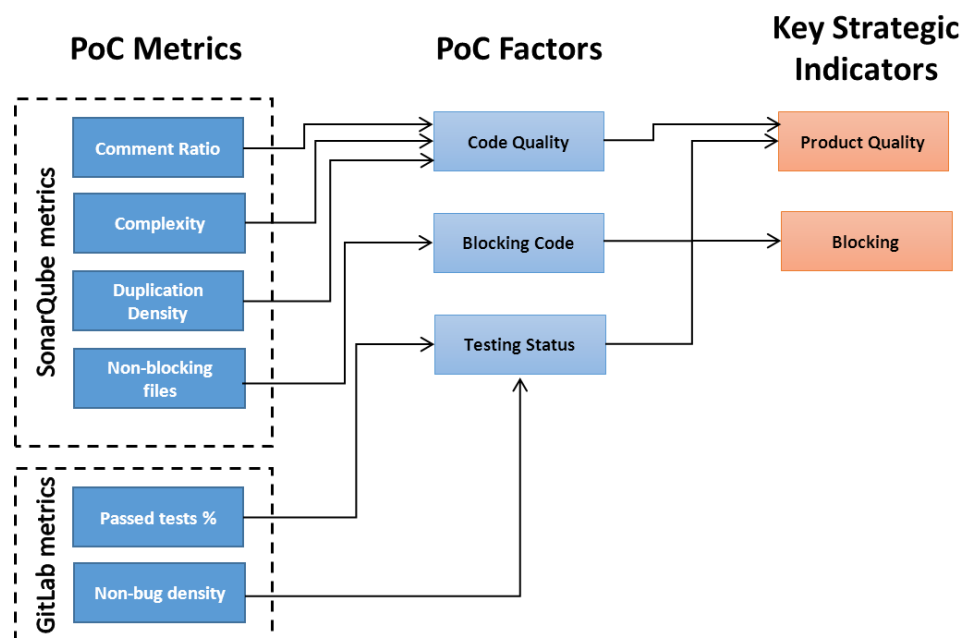 PoC Metrics
PoC Factors
Key Strategic
Indicators
SonarQube metrics
Comment Ratio
Complexity
Duplication
Density
Non-blocking
files
GitLab metrics
Passed tests %
Non-bug density
Code Quality
Blocking Code
Testing Status
Product Quality
Blocking